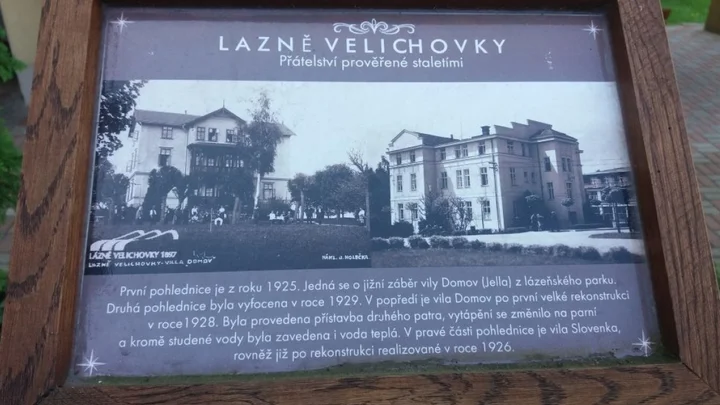 LAZNĚ VELICHOVKY
Přátelství prověřené staletími
LÁZNĚ VELICHOVKY 1897
LÁZNĚ VELICHOVKY-VILLA DOMOV
NÁKL. J.
První pohlednice je z roku 1925. Jedná se o jižní záběr vily Domov (Jella) z lázeňského parku.
Druhá pohlednice byla vyfocena v roce 1929. V popředí je vila Domov po první velké rekonstrukci
v roce1928. Byla provedena přístavba druhého patra, vytápění se změnilo na parní
a kromě studené vody byla zavedena i voda teplá. V pravé části pohlednice je vila Slovenka,
rovněž již po rekonstrukci realizované v roce 1926.